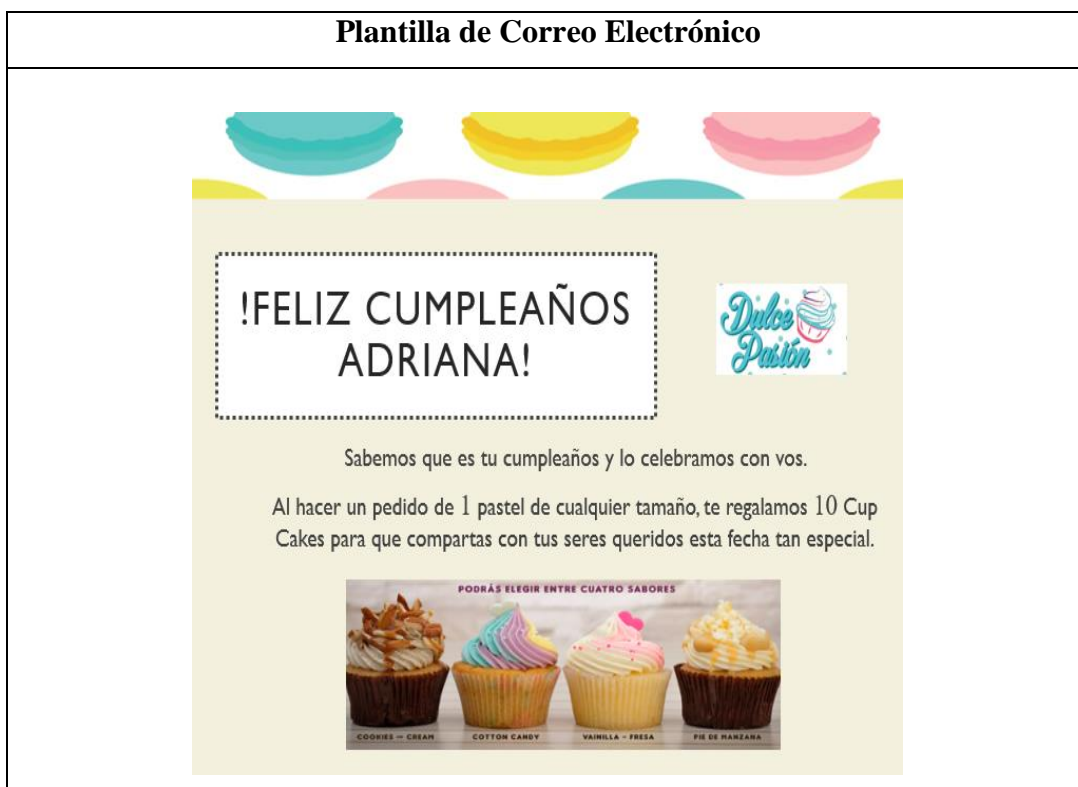 Plantilla de Correo Electrónico
!FELIZ CUMPLEAÑOS
ADRIANA!
Dulce
Pasión
Sabemos que es tu cumpleaños y lo celebramos con vos.
Al hacer un pedido de 1 pastel de cualquier tamaño, te regalamos 10 Cup
Cakes para que compartas con tus seres queridos esta fecha tan especial.
PODRÁS ELEGIR ENTRE CUATRO SABORES
COOKIES – CREAM COTTON CANDY VAINILLA – FRESA PIE DE MANZANA